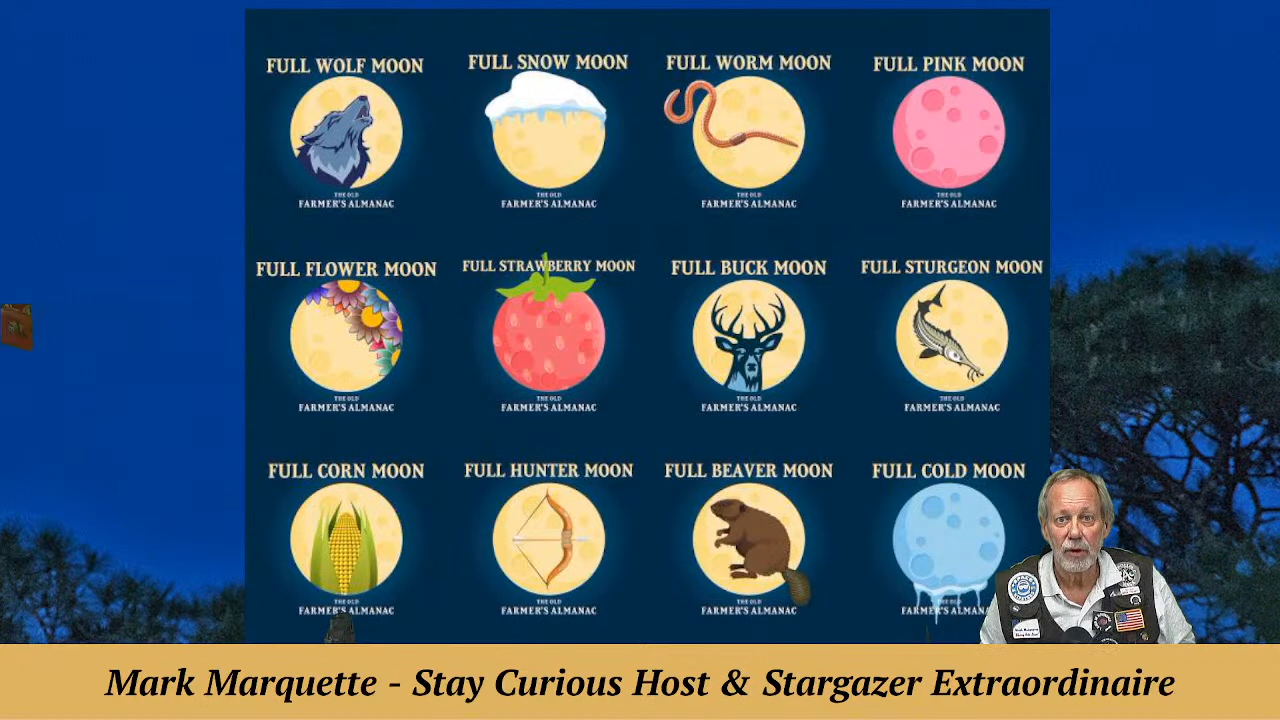 FULL WOLF MOON
FULL SNOW MOON
FULL WORM MOON
FULL PINK MOON
THE OLD
FARMER'S ALMANAC
THE OLD
FARMER'S ALMANAC
THE OLD
FARMER'S ALMANAC
THE OLD
FARMER'S ALMANAC
FULL FLOWER MOON
FULL STRAWBERRY MOON
FULL BUCK MOON
FULL STURGEON MOON
THE OLD
FARMER'S ALMANAC
THE OLD
FARMER'S ALMANAC
THE OLD
FARMER'S ALMANAC
THE OLD
FARMER'S ALMANAC
FULL CORN MOON
FULL HUNTER MOON
FULL BEAVER MOON
FULL COLD MOON
THE OLD
FARMER'S ALMANAC
THE OLD
FARMER'S ALMANAC
THE OLD
FARMER'S ALMANAC
THE OLD
FARMER'S ALMANA
Mark Marquette - Stay Curious Host & Stargazer Extraordinaire